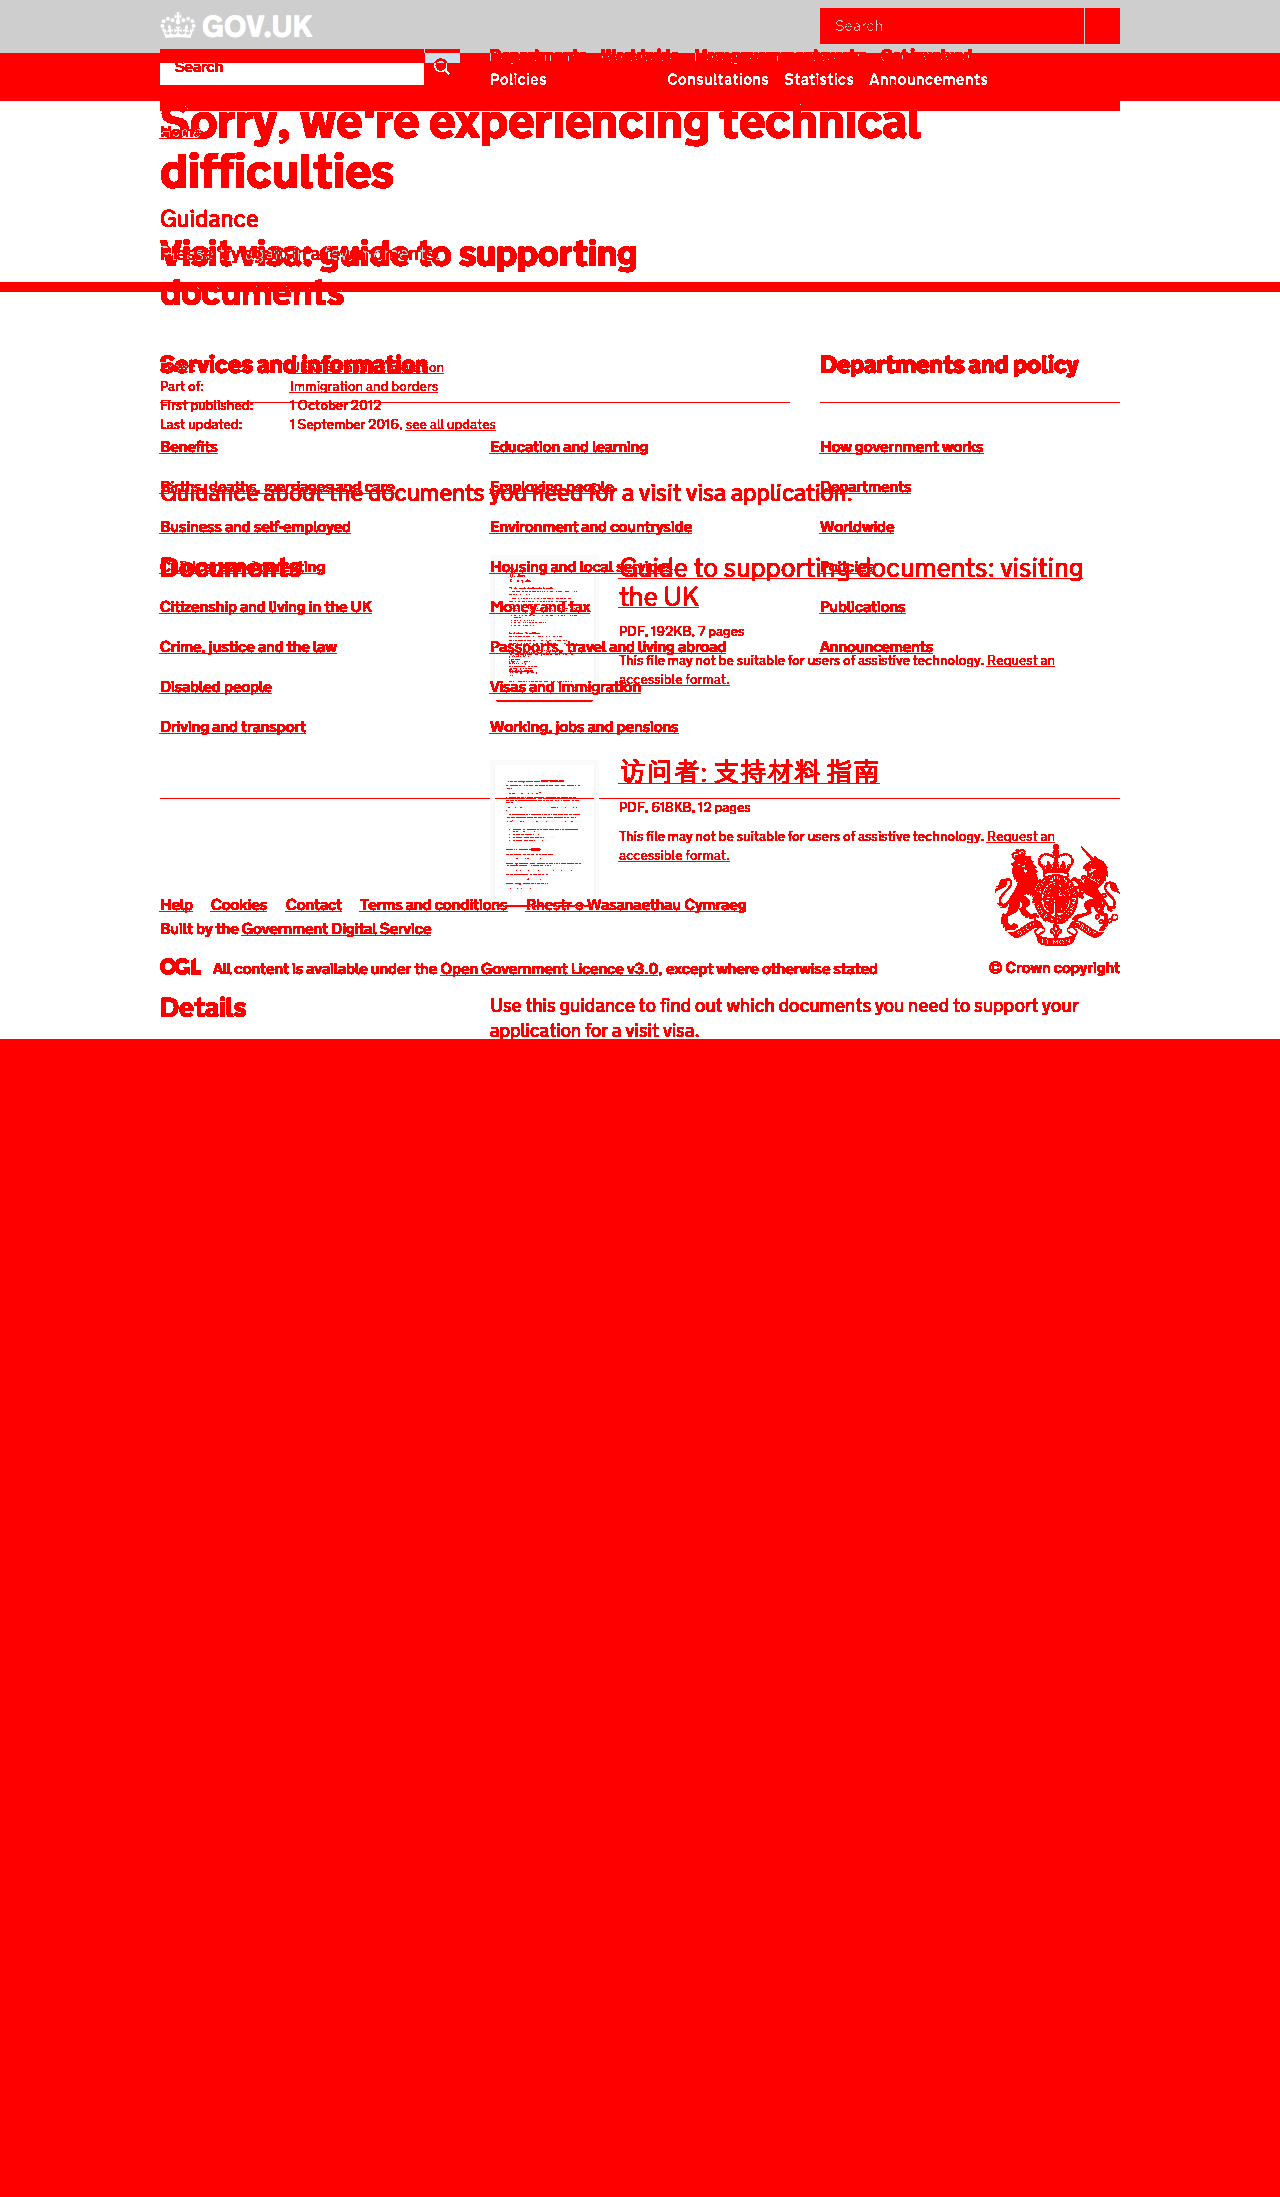 GOV.UK
Search
Search
Departments Worldwide How government works Get involved
Policies Consultations Statistics Announcements
Home
Sorry, we're experiencing technical
difficulties
Guidance
Please try again in a few moments.
Visit visa: guide to supporting
documents
Services and information
Departments and policy
Part of: Immigration and borders
First published: 1 October 2012
Last updated: 1 September 2016, see all updates
Benefits
Education and learning
How government works
Births, deaths, marriages and care
Employing people
Departments
Guidance about the documents you need for a visit visa application.
Business and self-employed
Environment and countryside
Worldwide
Documents
Housing and local services
Policies
Guide to supporting documents: visiting
the UK
Citizenship and living in the UK
Money and tax
Publications
PDF, 192KB, 7 pages
Crime, justice and the law
Passports, travel and living abroad
Announcements
This file may not be suitable for users of assistive technology. Request an
accessible format.
Disabled people
Visas and immigration
Driving and transport
Working, jobs and pensions
访问者: 支持材料 指南
PDF, 618KB, 12 pages
This file may not be suitable for users of assistive technology. Request an
accessible format.
Help Cookies Contact Terms and conditions Rhestr o Wasanaethau Cymraeg
Built by the Government Digital Service
OGL All content is available under the Open Government Licence v3.0, except where otherwise stated
© Crown copyright
Details
Use this guidance to find out which documents you need to support your
application for a visit visa.